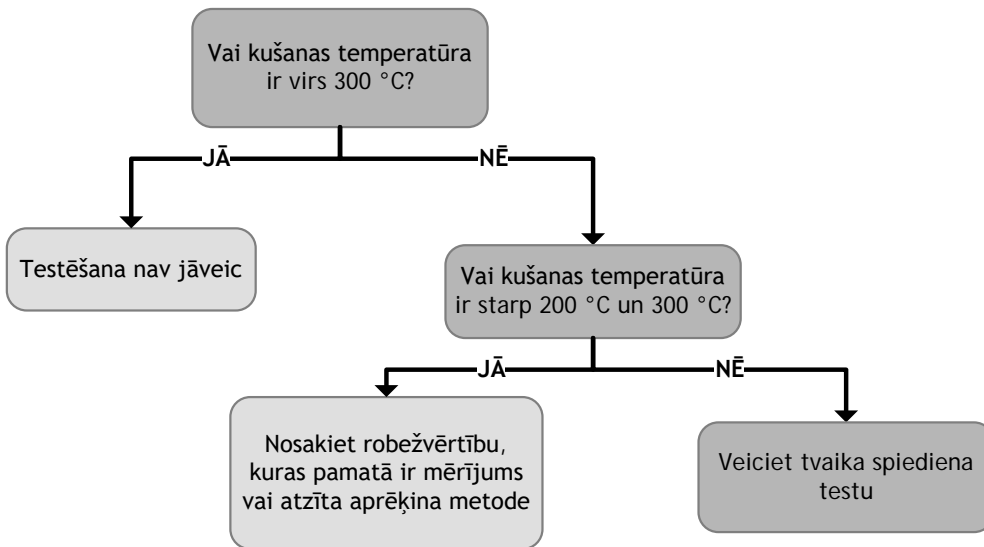 Vai kušanas temperatūra
ir virs 300 °C?
JĀ
NĒ
Testēšana nav jāveic
Vai kušanas temperatūra
ir starp 200 °C un 300 °C?
JĀ
NĒ
Nosakiet robežvērtību,
kuras pamatā ir mērījums
vai atzīta aprēķina metode
Veiciet tvaika spiediena
testu